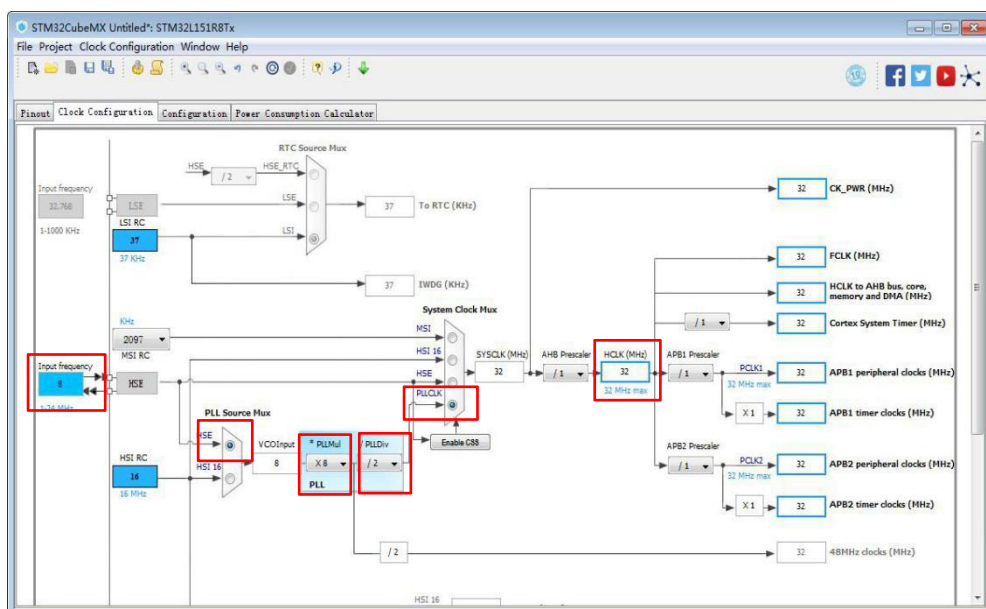 STM32CubeMX Untitled*: STM32L151R8Tx
File Project Clock Configuration Window Help
Pinout Clock Configuration Configuration Power Consumption Calculator
RTC Source Mux
HSE /2 HSE_RTC
Input frequency
32.768 LSE LSE 37 To RTC (KHz)
1-1000 KHz
LSI RC
37 LSI
37 KHz
37 IWDG (KHz)
32 CK_PWR (MHz)
32 FCLK (MHz)
32 HCLK to AHB bus, core,
memory and DMA (MHz)
/1 32 Cortex System Timer (MHz)
System Clock Mux
KHz
2097 MSI
MSI RC
HSI 16
Input frequency
8 HSE HSE
SYSCLK (MHz) AHB Prescaler HCLK (MHz) APB1 Prescaler
32 /1 32 /1 PCLK1 32 APB1 peripheral clocks (MHz)
32 MHz max 32 MHz max
X 1 32 APB1 timer clocks (MHz)
PLLCLK
Enable CSS
PLL Source Mux
HSE VCOInput * PLLMul / PLLDiv
8 X 8 /2
PLL
HSI RC
16 HSI 16
16 MHz
APB2 Prescaler
/1 PCLK2 32 APB2 peripheral clocks (MHz)
32 MHz max
X 1 32 APB2 timer clocks (MHz)
/2 32 48MHz clocks (MHz)
HSI 16